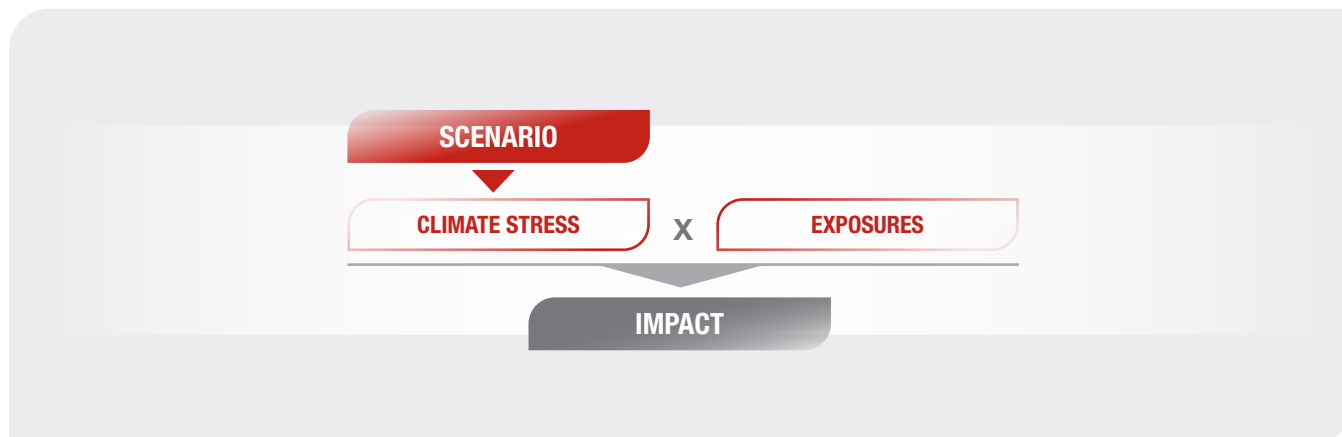 SCENARIO
CLIMATE STRESS X EXPOSURES
IMPACT